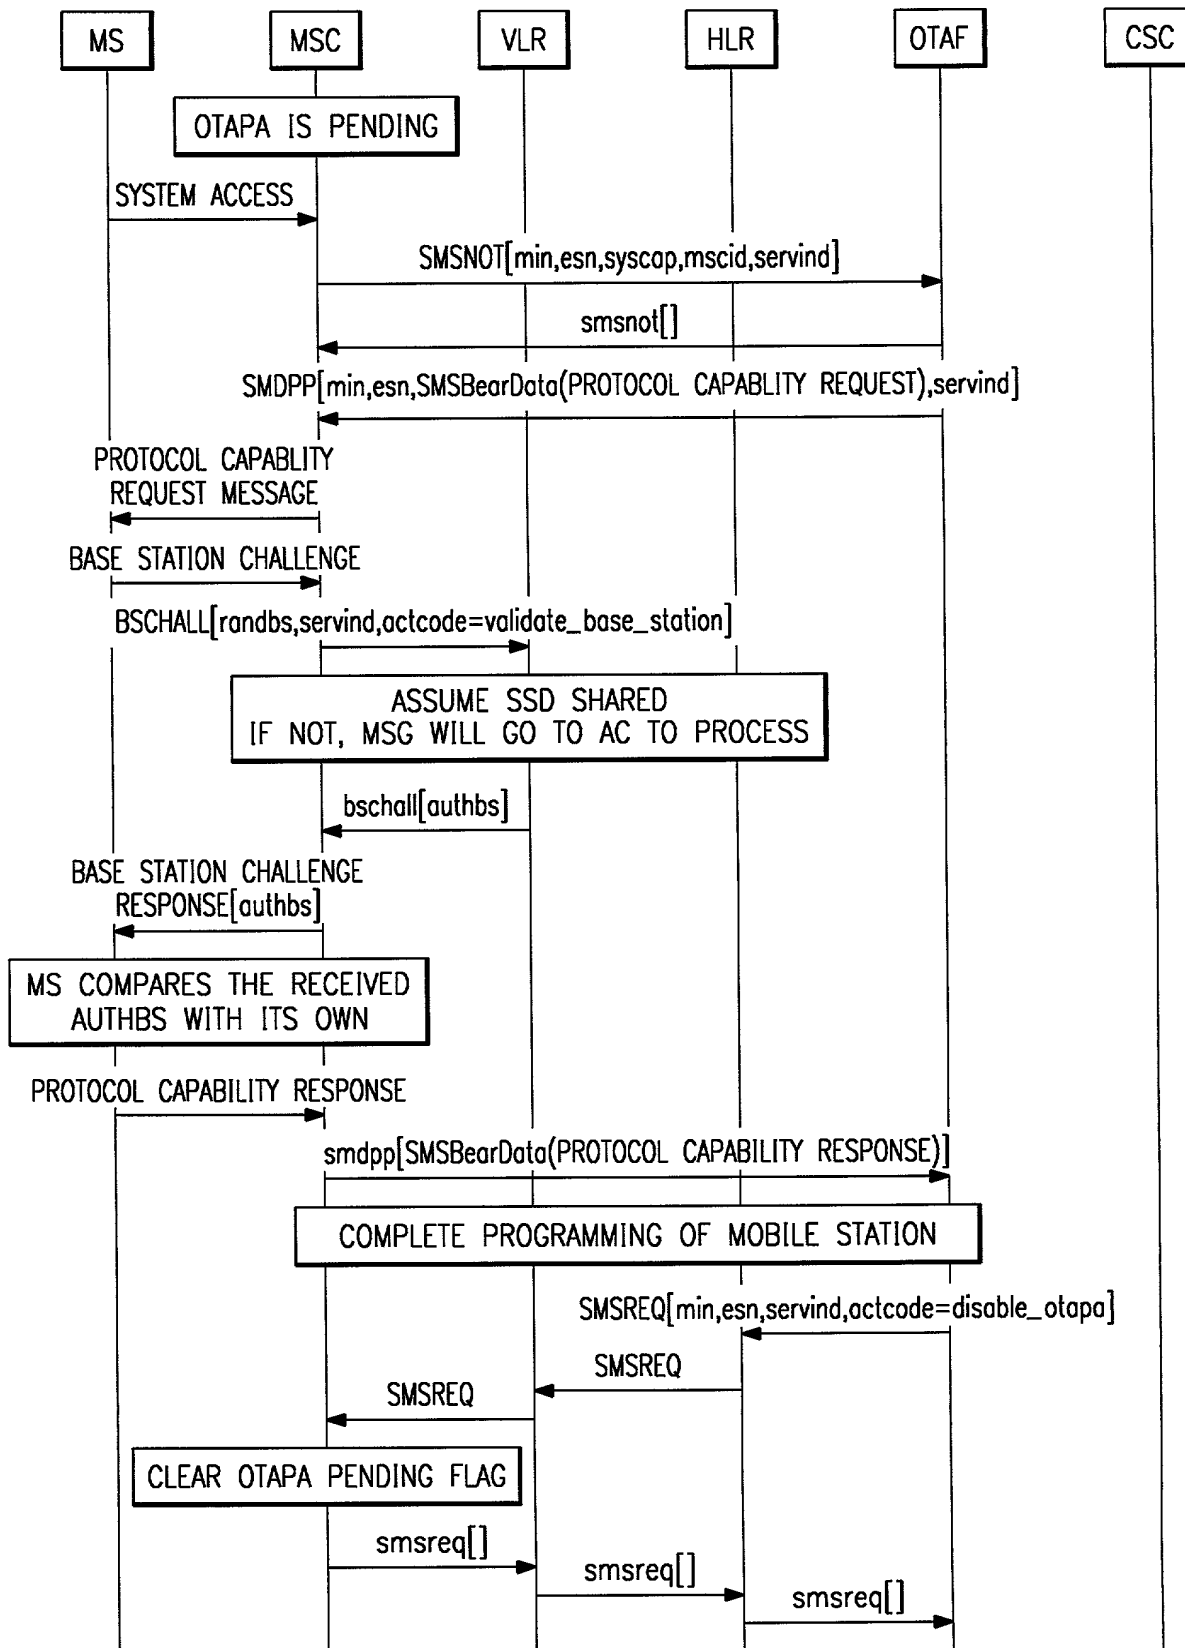 MS
MSC
VLR
HLR
OTAF
CSC
OTAPA IS PENDING
SYSTEM ACCESS
SMSNOT[min,esn,syscap,mscid,servind]
smsnot[]
SMDPP[min,esn,SMSBearData(PROTOCOL CAPABLITY REQUEST),servind]
PROTOCOL CAPABLITY
REQUEST MESSAGE
BASE STATION CHALLENGE
BSCHALL[randbs,servind,actcode=validate_base_station]
ASSUME SSD SHARED
IF NOT, MSG WILL GO TO AC TO PROCESS
bschall[authbs]
BASE STATION CHALLENGE
RESPONSE[authbs]
MS COMPARES THE RECEIVED
AUTHBS WITH ITS OWN
PROTOCOL CAPABILITY RESPONSE
smdpp[SMSBearData(PROTOCOL CAPABILITY RESPONSE)]
COMPLETE PROGRAMMING OF MOBILE STATION
SMSREQ[min,esn,servind,actcode=disable_otapa]
SMSREQ
SMSREQ
CLEAR OTAPA PENDING FLAG
smsreq[]
smsreq[]
smsreq[]